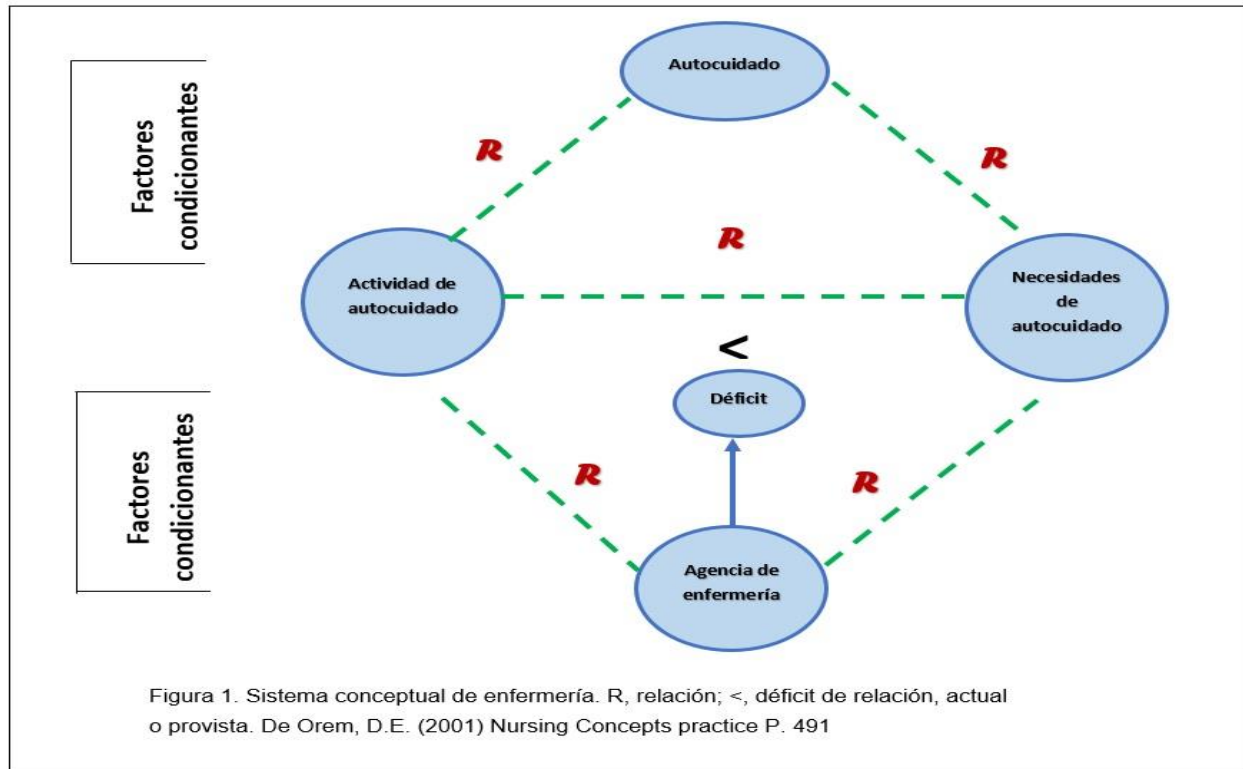 Autocuidado
Factores
condicionantes
R
R
R
Actividad de
autocuidado
Necesidades
de
autocuidado
<
Déficit
Factores
condicionantes
R
R
Agencia de
enfermería
Figura 1. Sistema conceptual de enfermería. R, relación; <, déficit de relación, actual
o provista. De Orem, D.E. (2001) Nursing Concepts practice P. 491